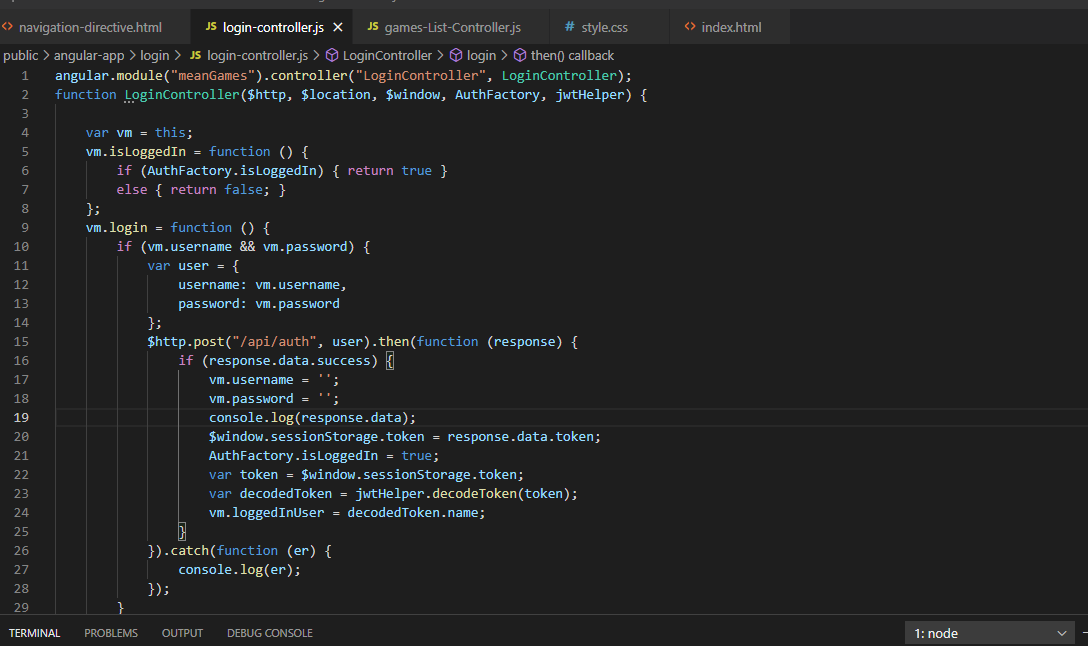 navigation-directive.html login-controller.js games-List-Controller.js style.css index.html
public > angular-app > login > JS login-controller.js > LoginController > login > then() callback
1 angular.module("meanGames").controller("LoginController", LoginController);
2 function LoginController($http, $location, $window, AuthFactory, jwtHelper) {
3
4 var vm = this;
5 vm.isLoggedIn = function () {
6 if (AuthFactory.isLoggedIn) { return true }
7 else { return false; }
8 };
9 vm.login = function () {
10 if (vm.username && vm.password) {
11 var user = {
12 username: vm.username,
13 password: vm.password
14 };
15 $http.post("/api/auth", user).then(function (response) {
16 if (response.data.success) {
17 vm.username = '';
18 vm.password = '';
19 console.log(response.data);
20 $window.sessionStorage.token = response.data.token;
21 AuthFactory.isLoggedIn = true;
22 var token = $window.sessionStorage.token;
23 var decodedToken = jwtHelper.decodeToken(token);
24 vm.loggedInUser = decodedToken.name;
25 }
26 }).catch(function (er) {
27 console.log(er);
28 });
29 }
TERMINAL PROBLEMS OUTPUT DEBUG CONSOLE 1: node